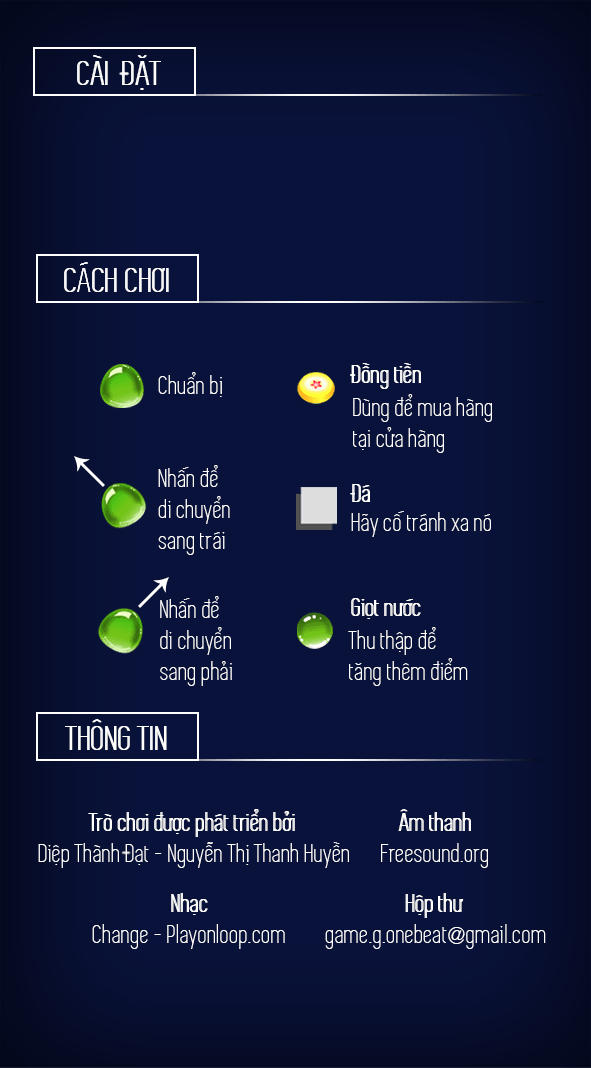 CÀI ĐẶT
CÁCH CHƠI
Chuẩn bị
Đồng tiền
Dùng để mua hàng
tại cửa hàng
Nhấn để
di chuyển
sang trái
Đá
Hãy cố tránh xa nó
Nhấn để
di chuyển
sang phải
Giọt nước
Thu thập để
tăng thêm điểm
THÔNG TIN
Trò chơi được phát triển bởi
Diệp Thành Đạt - Nguyễn Thị Thanh Huyền
Âm thanh
Freesound.org
Nhạc
Change - Playonloop.com
Hộp thư
game.g.onebeat@gmail.com